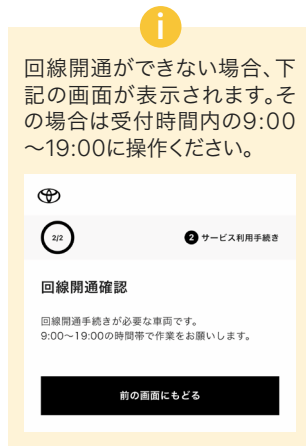 i
回線開通ができない場合、下
記の画面が表示されます。そ
の場合は受付時間内の9:00
～19:00に操作ください。
2/2
2 サービス利用手続き
回線開通確認
回線開通手続きが必要な車両です。
9:00～19:00の時間帯で作業をお願いします。
前の画面にもどる